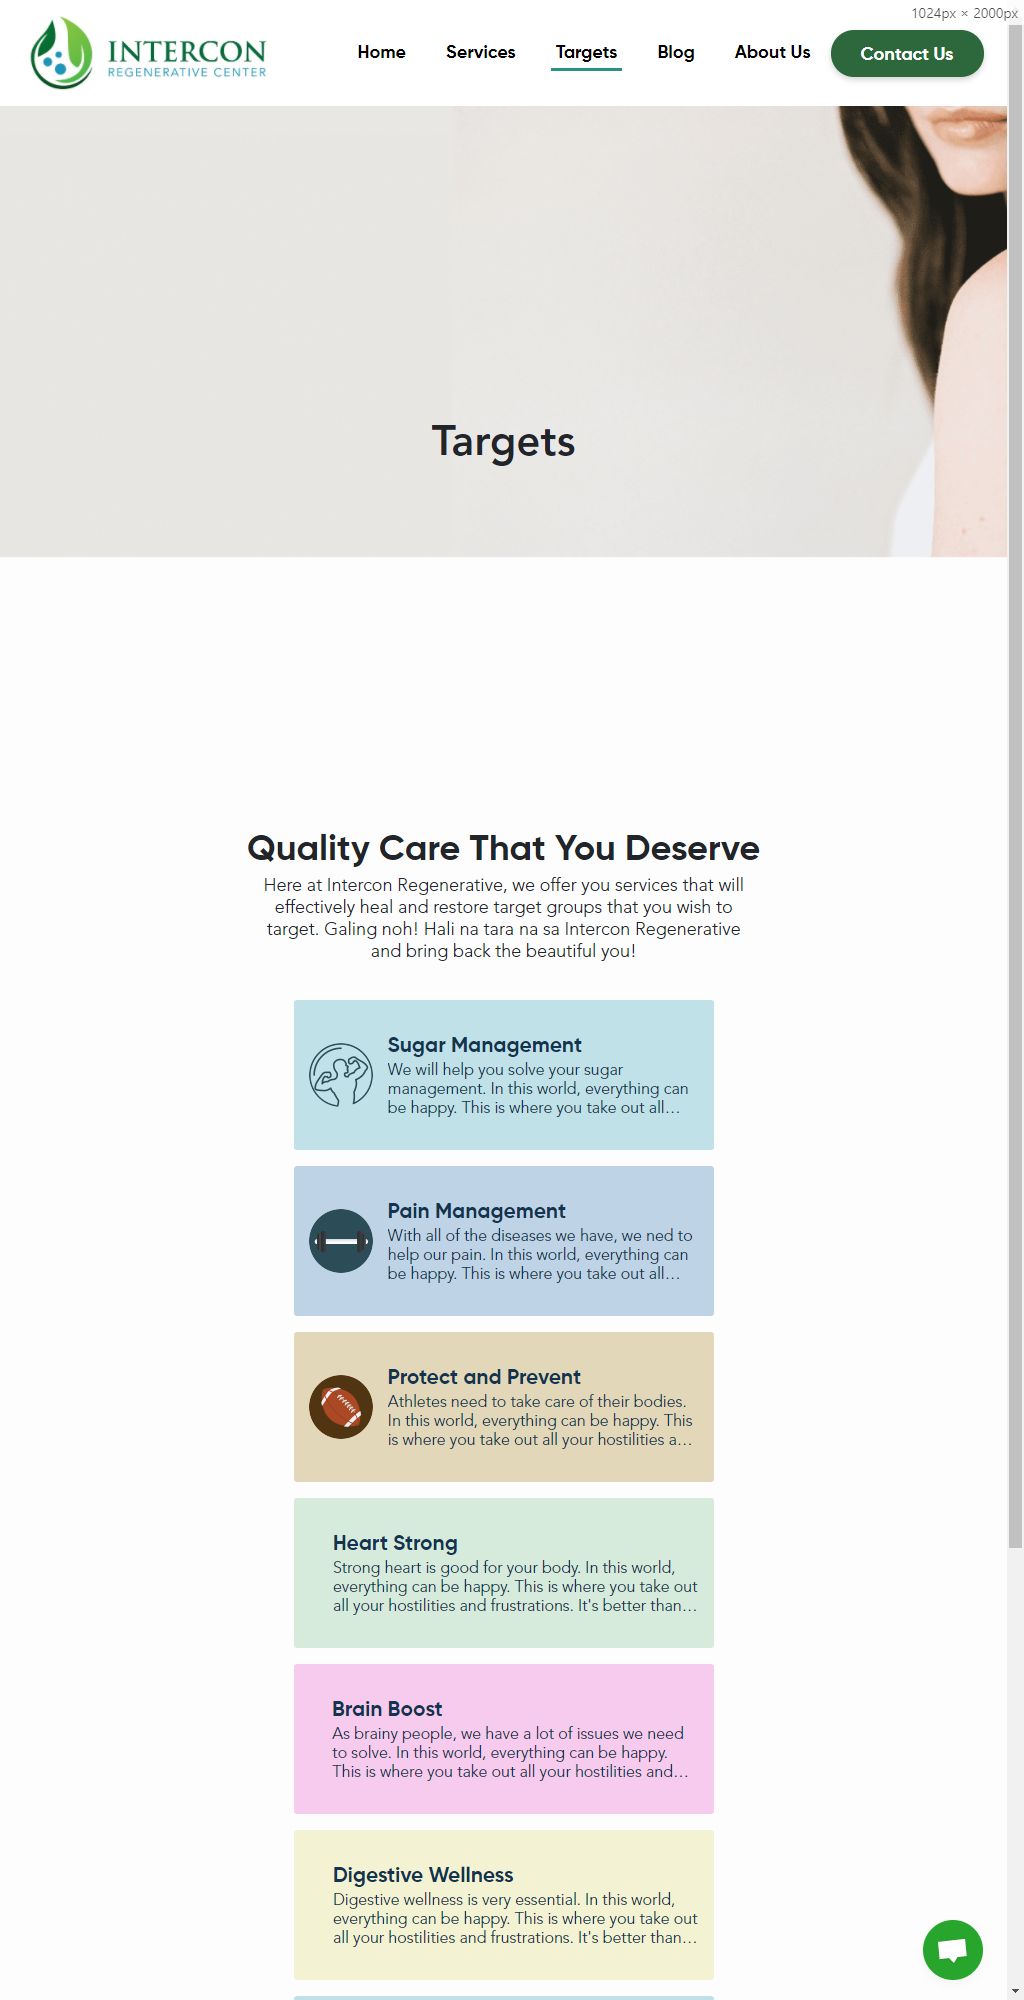 1024px × 2000px
INTERCON
REGENERATIVE CENTER
Home
Services
Targets
Blog
About Us
Contact Us
Targets
Quality Care That You Deserve
Here at Intercon Regenerative, we offer you services that will
effectively heal and restore target groups that you wish to
target. Galing noh! Hali na tara na sa Intercon Regenerative
and bring back the beautiful you!
Sugar Management
We will help you solve your sugar
management. In this world, everything can
be happy. This is where you take out all...
Pain Management
With all of the diseases we have, we ned to
help our pain. In this world, everything can
be happy. This is where you take out all...
Protect and Prevent
Athletes need to take care of their bodies.
In this world, everything can be happy. This
is where you take out all your hostilities a...
Heart Strong
Strong heart is good for your body. In this world,
everything can be happy. This is where you take out
all your hostilities and frustrations. It's better than...
Brain Boost
As brainy people, we have a lot of issues we need
to solve. In this world, everything can be happy.
This is where you take out all your hostilities and...
Digestive Wellness
Digestive wellness is very essential. In this world,
everything can be happy. This is where you take out
all your hostilities and frustrations. It's better than...